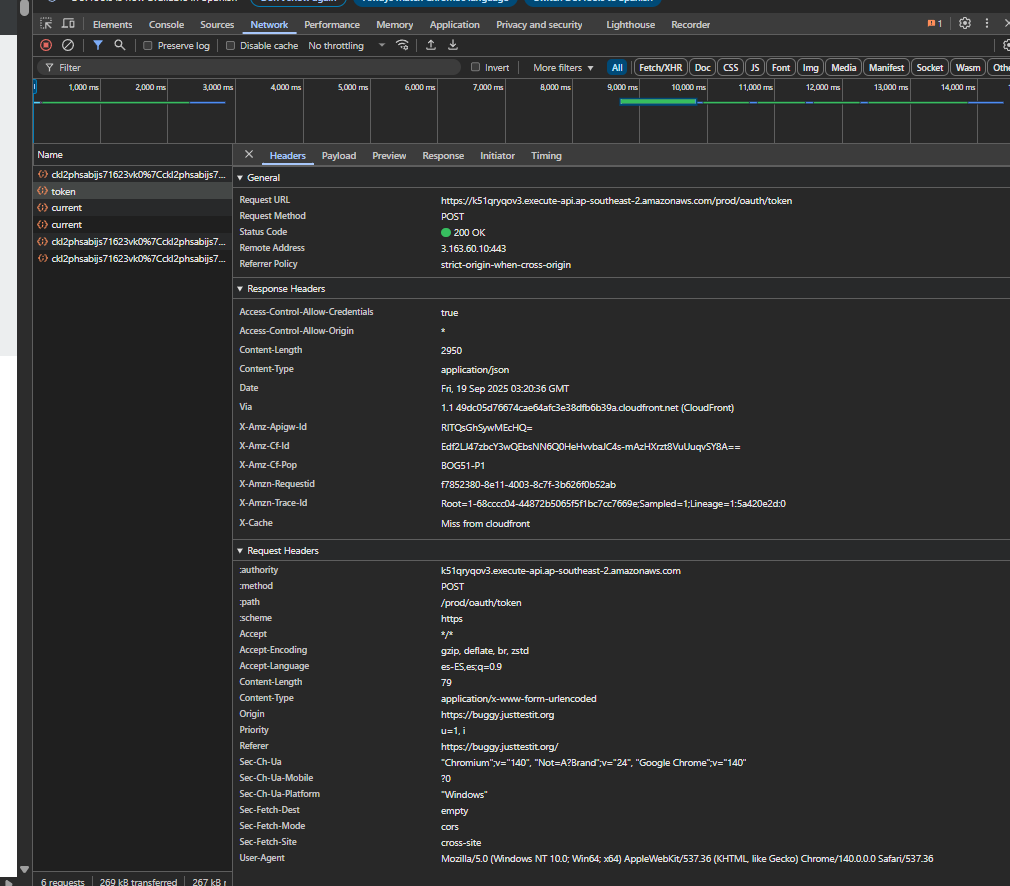 Elements Console Sources Network Performance Memory Application Privacy and security Lighthouse Recorder 1
Preserve log Disable cache No throttling
Filter Invert More filters All Fetch/XHR Doc CSS JS Font Img Media Manifest Socket Wasm
1,000 ms 2,000 ms 3,000 ms 4,000 ms 5,000 ms 6,000 ms 7,000 ms 8,000 ms 9,000 ms 10,000 ms 11,000 ms 12,000 ms 13,000 ms 14,000 ms
Name
ckl2phsabijs71623vk0%7Cckl2phsabijs7...
token
current
current
ckl2phsabijs71623vk0%7Cckl2phsabijs7...
ckl2phsabijs71623vk0%7Cckl2phsabijs7...
6 requests 269 kB transferred 267 kB
Headers Payload Preview Response Initiator Timing
General
Request URL https://k51qryqov3.execute-api.ap-southeast-2.amazonaws.com/prod/oauth/token
Request Method POST
Status Code 200 OK
Remote Address 3.163.60.10:443
Referrer Policy strict-origin-when-cross-origin
Response Headers
Access-Control-Allow-Credentials true
Access-Control-Allow-Origin *
Content-Length 2950
Content-Type application/json
Date Fri, 19 Sep 2025 03:20:36 GMT
Via 1.1 49dc05d76674cae64afc3e38dfb6b39a.cloudfront.net (CloudFront)
X-Amz-Apigw-Id RITQsGhSywMEcHQ=
X-Amz-Cf-Id Edf2LJ47zbcY3wQEbsNN6Q0HeHvvbaJC4s-mAzHXrzt8VuUuqvSY8A==
X-Amz-Cf-Pop BOG51-P1
X-Amzn-Requestid f7852380-8e11-4003-8c7f-3b626f0b52ab
X-Amzn-Trace-Id Root=1-68cccc04-44872b5065f5f1bc7cc7669e;Sampled=1;Lineage=1:5a420e2d:0
X-Cache Miss from cloudfront
Request Headers
:authority k51qryqov3.execute-api.ap-southeast-2.amazonaws.com
:method POST
:path /prod/oauth/token
:scheme https
Accept */*
Accept-Encoding gzip, deflate, br, zstd
Accept-Language es-ES,es;q=0.9
Content-Length 79
Content-Type application/x-www-form-urlencoded
Origin https://buggy.justtestit.org
Priority u=1, i
Referer https://buggy.justtestit.org/
Sec-Ch-Ua "Chromium";v="140", "Not=A?Brand";v="24", "Google Chrome";v="140"
Sec-Ch-Ua-Mobile ?0
Sec-Ch-Ua-Platform "Windows"
Sec-Fetch-Dest empty
Sec-Fetch-Mode cors
Sec-Fetch-Site cross-site
User-Agent Mozilla/5.0 (Windows NT 10.0; Win64; x64) AppleWebKit/537.36 (KHTML, like Gecko) Chrome/140.0.0.0 Safari/537.36